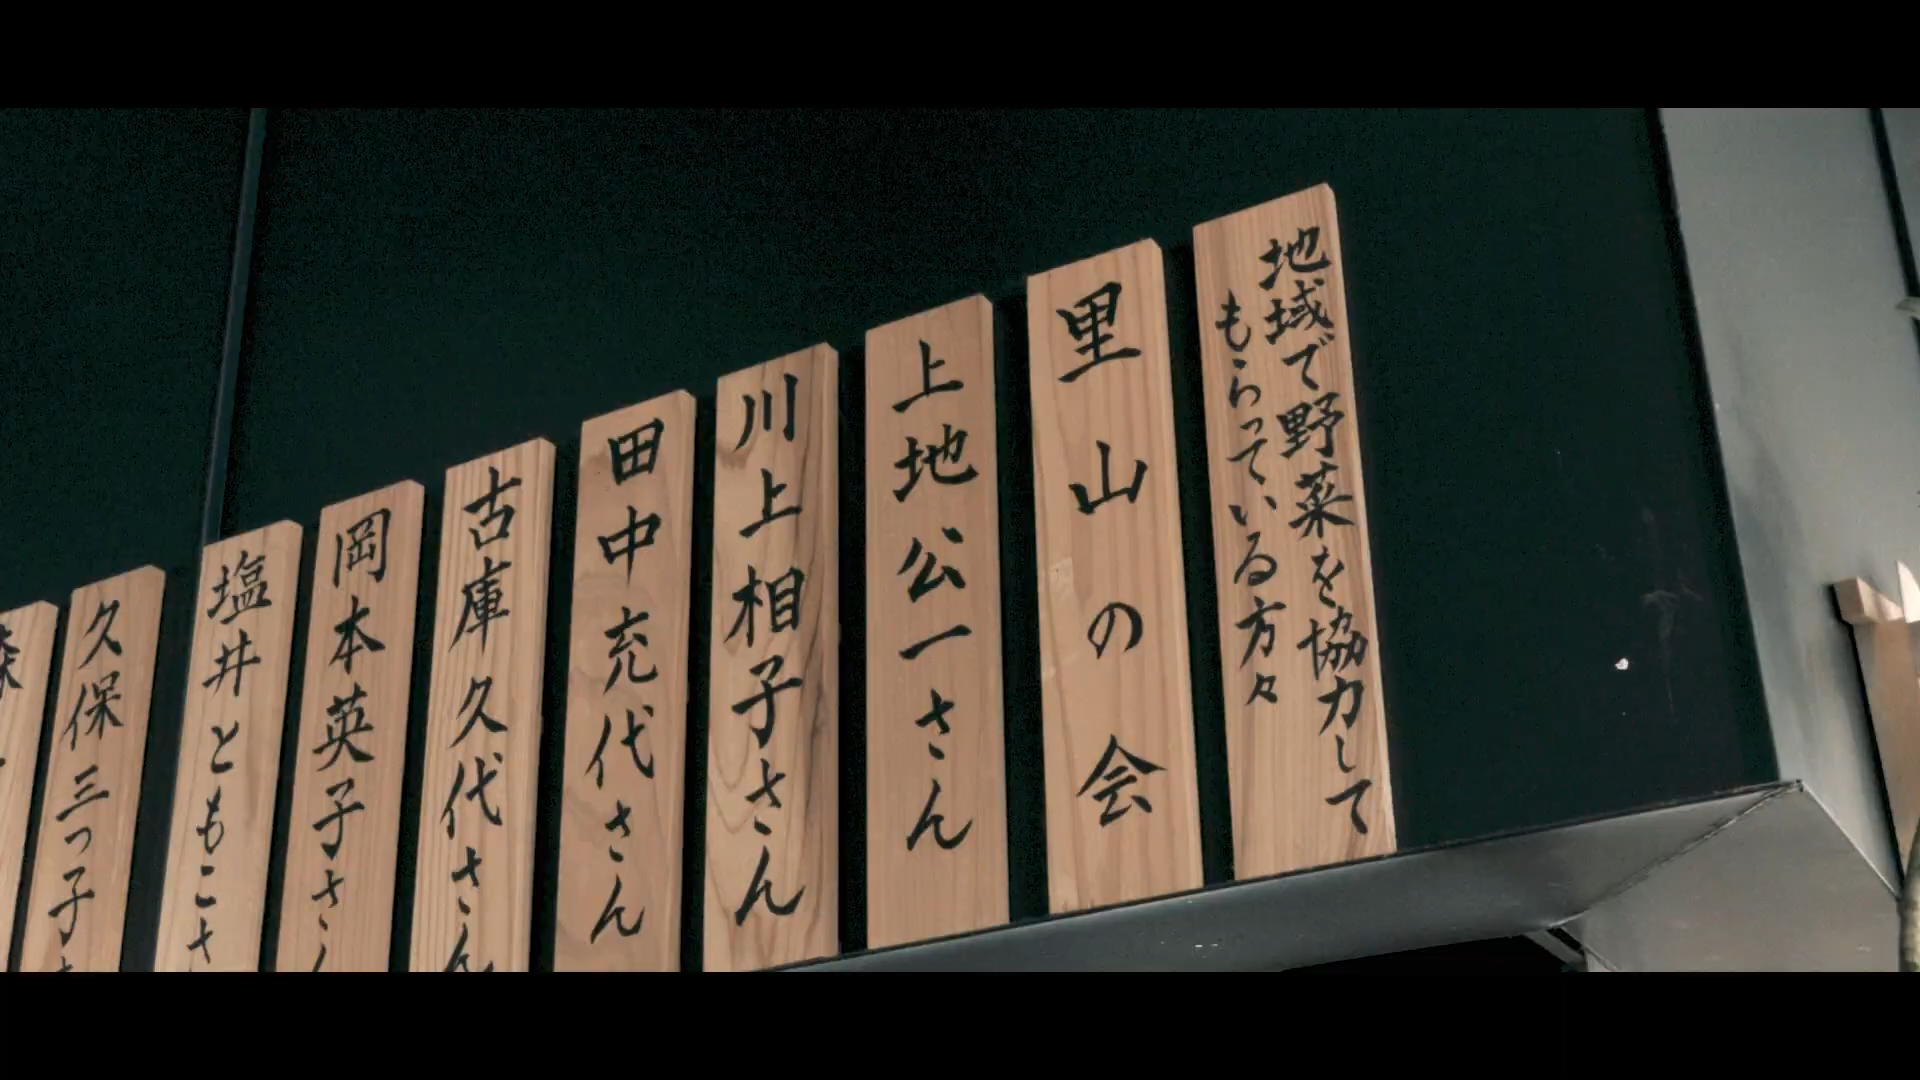 地域で野菜を協力して
もらっている方々
里山の会
上地公一さん
川上相子さん
田中充代さん
古庫久代さん
岡本英子さん
塩井ともこさ
久保三つ子さ
森